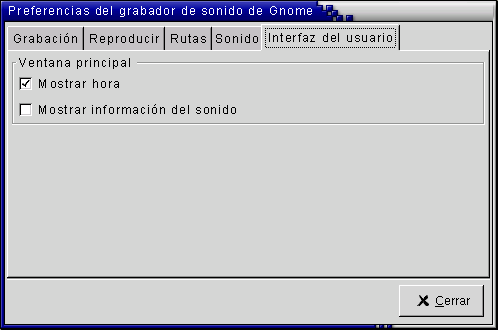 Preferencias del grabador de sonido de Gnome
Grabación Reproducir Rutas Sonido Interfaz del usuario
Ventana principal
Mostrar hora
Mostrar información del sonido
Cerrar